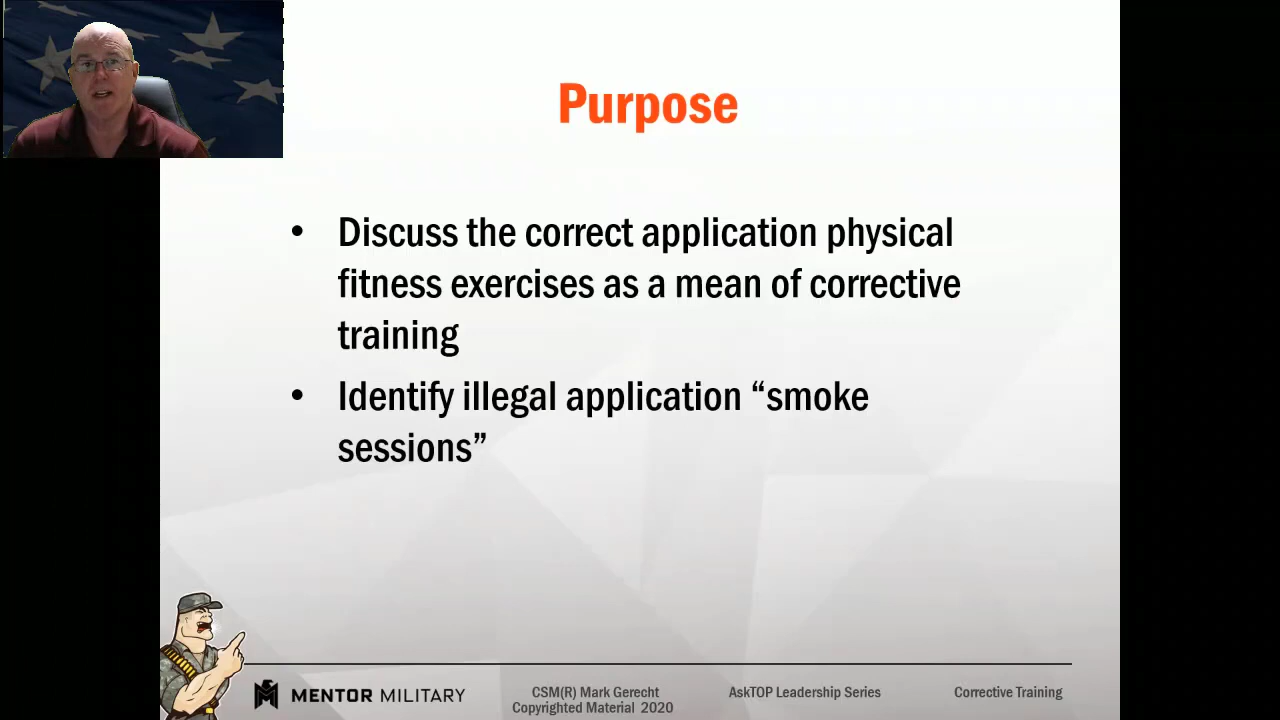 Purpose
• Discuss the correct application physical
fitness exercises as a mean of corrective
training
• Identify illegal application “smoke
sessions”
MENTOR MILITARY
CSM(R) Mark Gerecht
Copyrighted Material 2020
AskTOP Leadership Series
Corrective Training